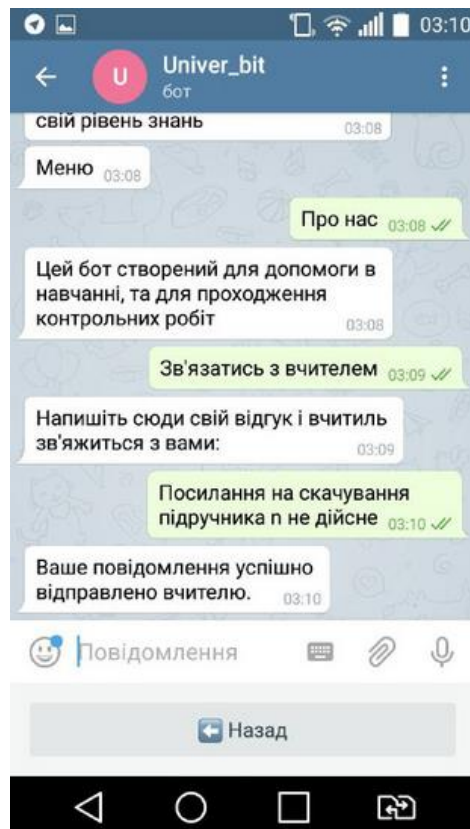 03:10
U
Univer_bit
бот
свій рівень знань
03:08
Меню 03:08
Про нас 03:08
Цей бот створений для допомоги в
навчанні, та для проходження
контрольних робіт
03:08
Зв'язатись з вчителем 03:09
Напишіть сюди свій відгук і вчитиль
зв'яжиться з вами:
03:09
Посилання на скачування
підручника n не дійсне 03:10
Ваше повідомлення успішно
відправлено вчителю. 03:10
Повідомлення
Назад